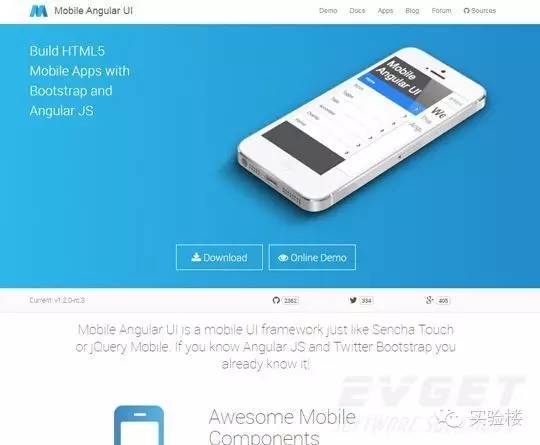 Mobile Angular UI
Demo Docs Apps Blog Forum Sources
Build HTML5
Mobile Apps with
Bootstrap and
Angular JS
Mobile
Angular UI
Download
Online Demo
Current: v1.2.0-rc.3
2362
334
405
Mobile Angular UI is a mobile UI framework just like Sencha Touch
or jQuery Mobile. If you know Angular JS and Twitter Bootstrap you
already know it!
EVGET
Awesome Mobile
实验楼
Components